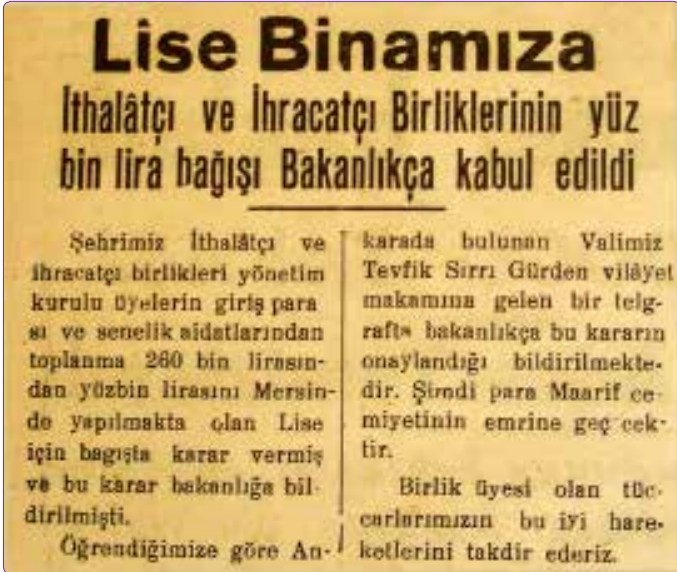 Lise Binamıza
İthalâtçı ve İhracatçı Birliklerinin yüz
bin lira bağışı Bakanlıkça kabul edildi
Şehrimiz İthalâtçı ve
ihracatçı birlikleri yönetim
kurulu üyelerin giriş para
sı ve senelik aidatlarından
toplanma 260 bin lirasın-
dan yüzbin lirasını Mersin-
de yapılmakta olan Lise
için bagışta karar vermiş
ve bu karar bakanlığa bil-
dirilmişti.
Öğrendiğimize göre An-
karada bulunan Valimiz
Tevfik Sırrı Gürden vilâyet
makamına gelen bir telg-
rafta bakanlıkça bu kararın
onaylandığı bildirilmekte-
dir. Şimdi para Maarif ce-
miyetinin emrine geç cek-
tir.
Birlik üyesi olan tüc-
carlarımızın bu iyi hare-
ketlerini takdir ederiz.